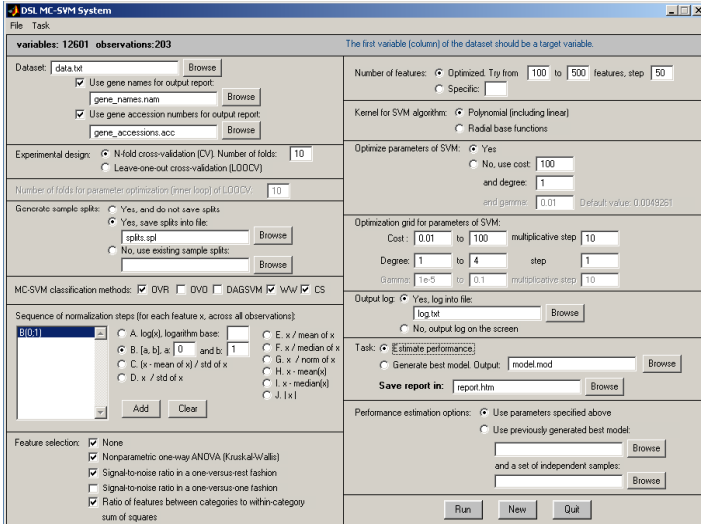 DSL MC-SVM System
File Task
variables: 12601 observations:203
The first variable (column) of the dataset should be a target variable.
Dataset: data.txt Browse
Use gene names for output report:
gene_names.nam Browse
Use gene accession numbers for output report:
gene_accessions.acc Browse
Experimental design: N-fold cross-validation (CV). Number of folds: 10
Leave-one-out cross-validation (LOOCV)
Number of folds for parameter optimization (inner loop) of LOOCV: 10
Generate sample splits: Yes, and do not save splits
Yes, save splits into file:
splits.spl Browse
No, use existing sample splits:
Browse
MC-SVM classification methods: OVR OVO DAGSVM WW CS
Sequence of normalization steps (for each feature x, across all observations):
B(0;1)
A. log(x), logarithm base:
B. [a, b], a: 0 and b: 1
C. (x - mean of x) / std of x
D. x / std of x
E. x / mean of x
F. x / median of x
G. x / norm of x
H. x - mean(x)
I. x - median(x)
J. | x |
Add Clear
Feature selection: None
Nonparametric one-way ANOVA (Kruskal-Wallis)
Signal-to-noise ratio in a one-versus-rest fashion
Signal-to-noise ratio in a one-versus-one fashion
Ratio of features between categories to within-category
sum of squares
Number of features: Optimized. Try from 100 to 500 features, step 50
Specific:
Kernel for SVM algorithm: Polynomial (including linear)
Radial base functions
Optimize parameters of SVM: Yes
No, use cost: 100
and degree: 1
and gamma: 0.01 Default value: 0.0049261
Optimization grid for parameters of SVM:
Cost : 0.01 to 100 multiplicative step 10
Degree: 1 to 4 step 1
Gamma: 1e-5 to 0.1 multiplicative step 10
Output log: Yes, log into file:
log.txt Browse
No, output log on the screen
Task: Estimate performance.
Generate best model. Output: model.mod Browse
Save report in: report.htm Browse
Performance estimation options: Use parameters specified above
Use previously generated best model:
Browse
and a set of independent samples:
Browse
Run New Quit